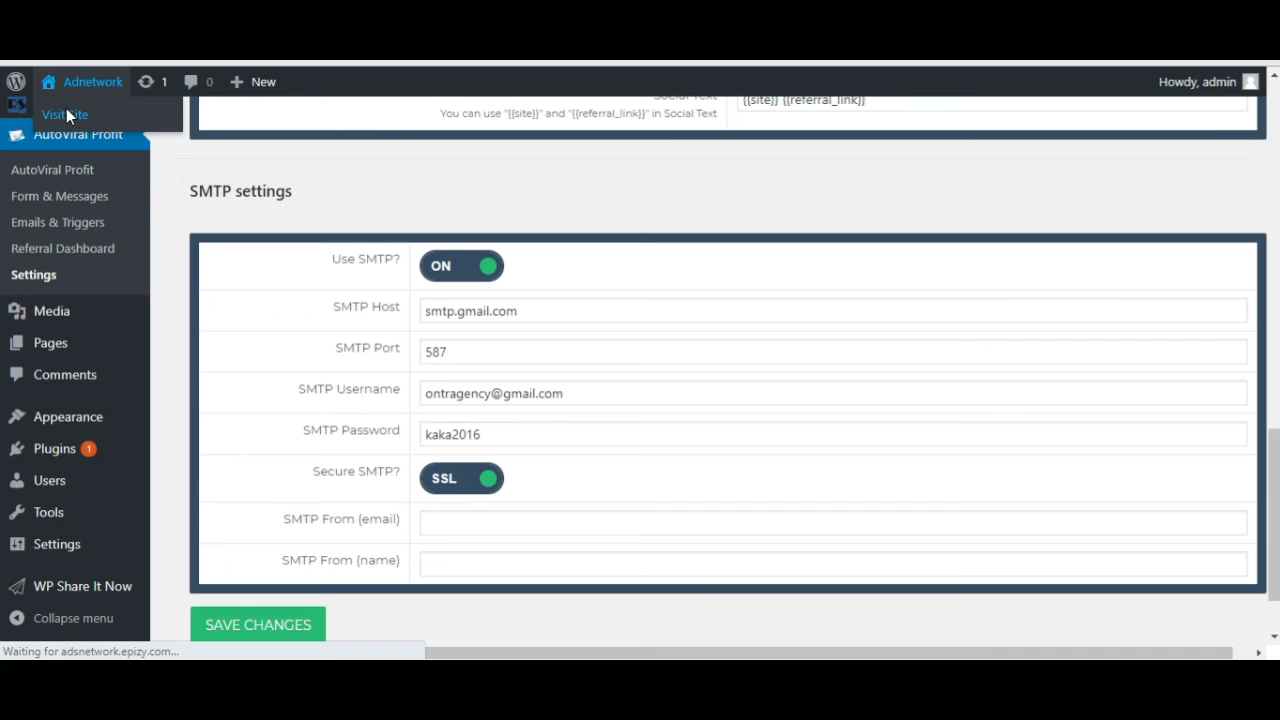 Adnetwork 1 0 New Howdy, admin
Visit Site
Social Text {{site}} {{referral_link}}
You can use "{{site}}" and "{{referral_link}}" in Social Text
AutoViral Profit
AutoViral Profit
Form & Messages
Emails & Triggers
Referral Dashboard
Settings
Media
Pages
Comments
Appearance
Plugins 1
Users
Tools
Settings
WP Share It Now
Collapse menu
SMTP settings
Use SMTP? ON
SMTP Host smtp.gmail.com
SMTP Port 587
SMTP Username ontragency@gmail.com
SMTP Password kaka2016
Secure SMTP? SSL
SMTP From (email)
SMTP From (name)
SAVE CHANGES
Waiting for adsnetwork.epizy.com...